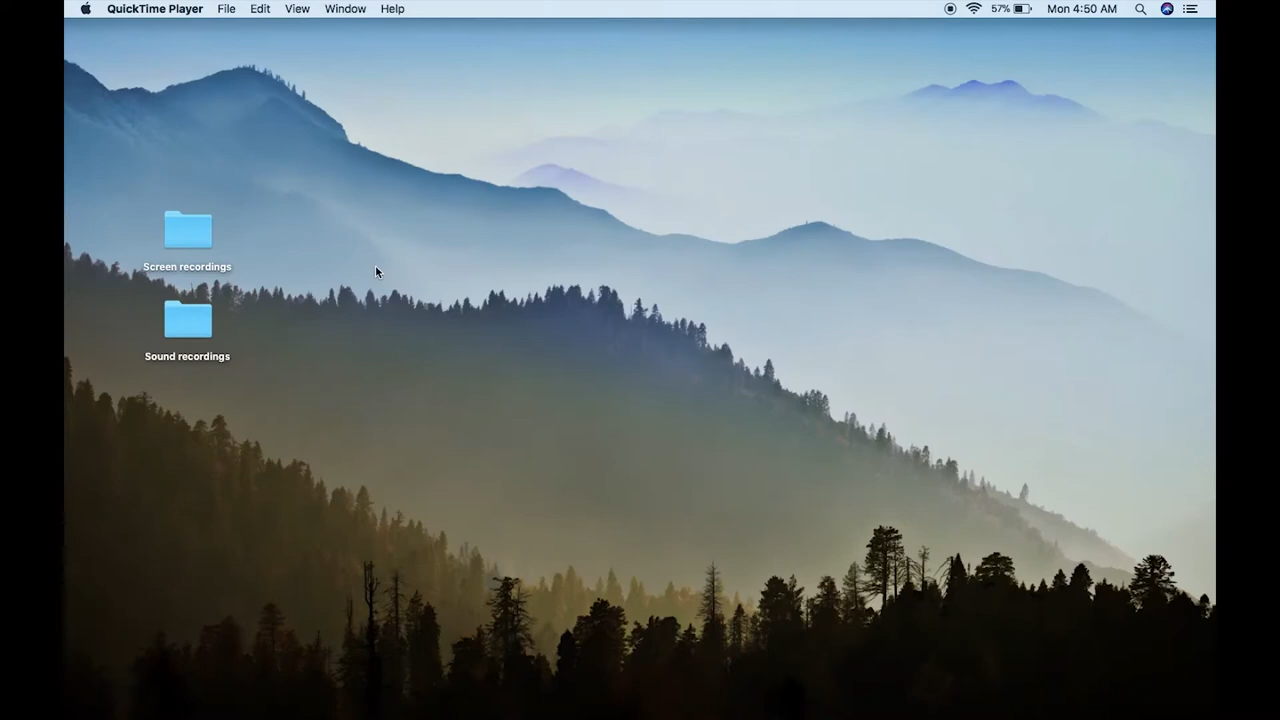 QuickTime Player File Edit View Window Help 57% Mon 4:50 AM
Screen recordings
Sound recordings